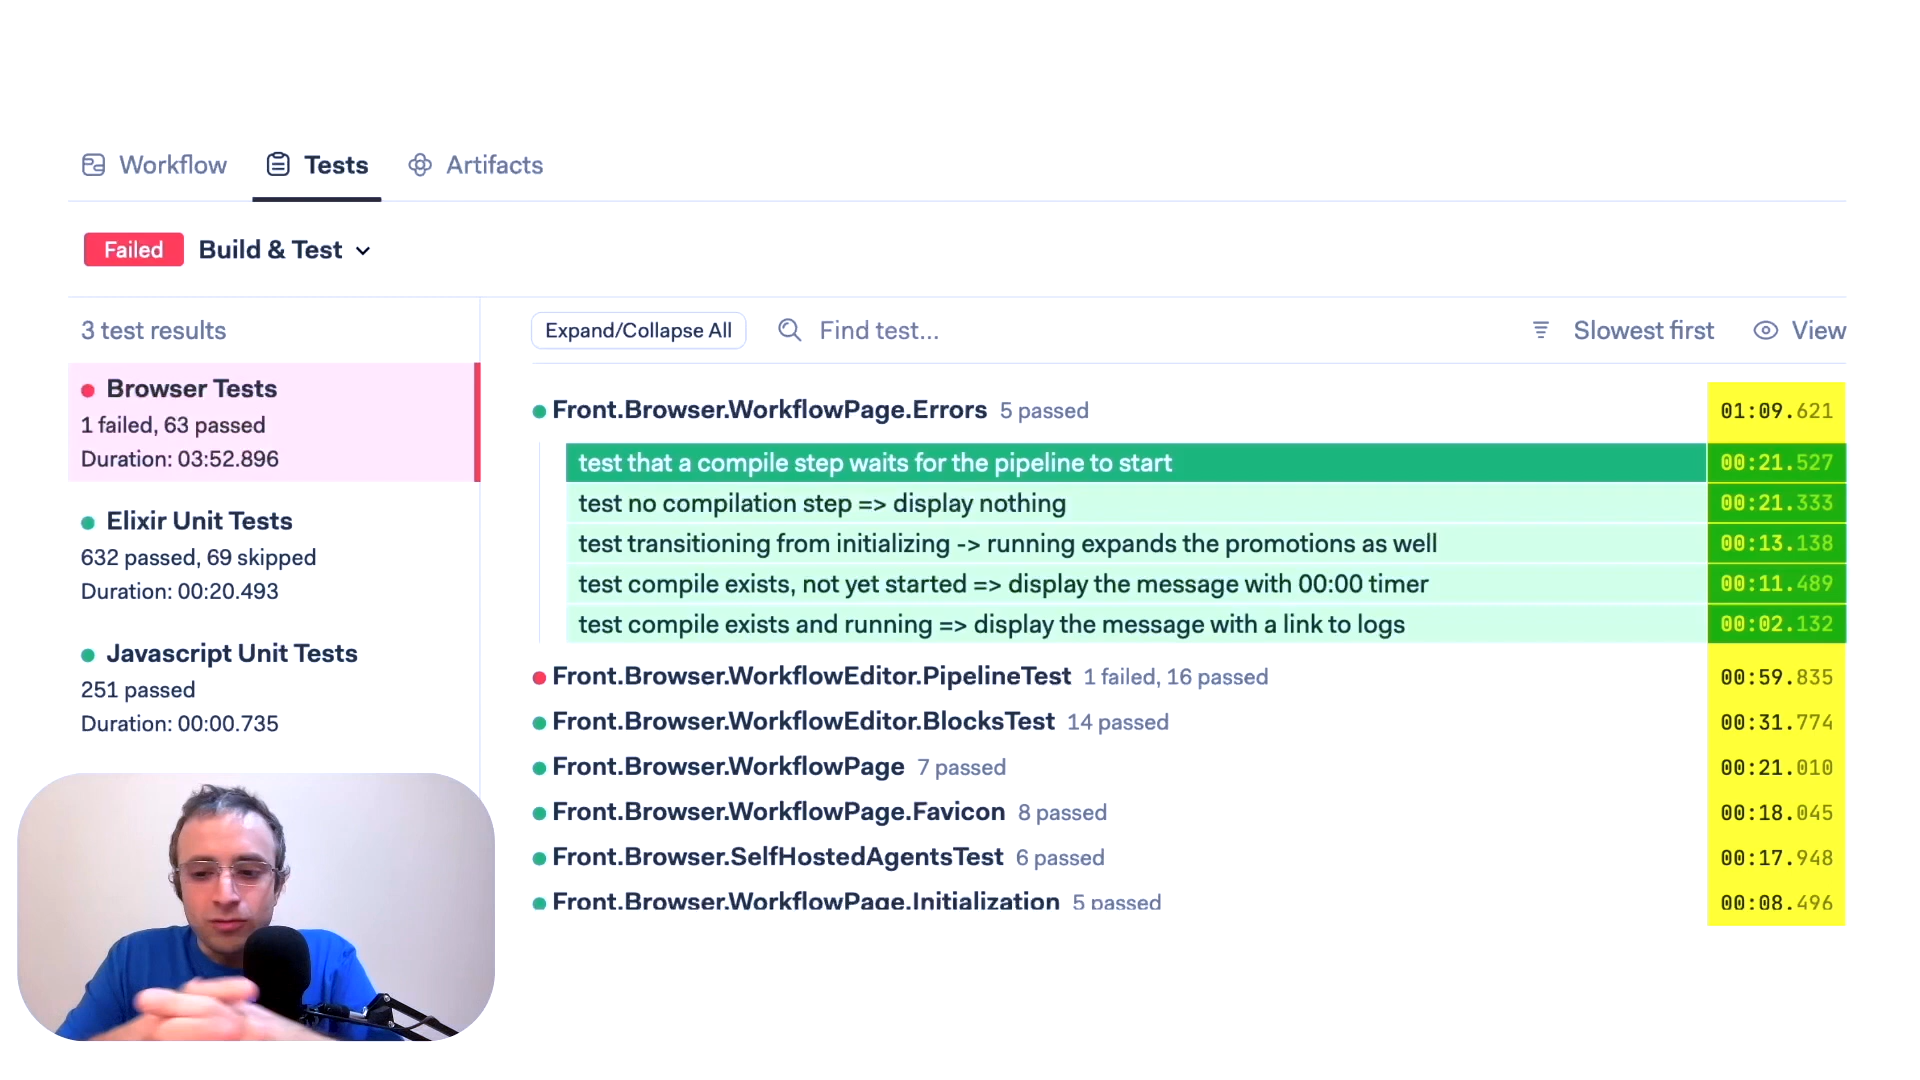 Workflow Tests Artifacts
Failed Build & Test
3 test results
Expand/Collapse All Find test... Slowest first View
Browser Tests
1 failed, 63 passed
Duration: 03:52.896
Elixir Unit Tests
632 passed, 69 skipped
Duration: 00:20.493
Javascript Unit Tests
251 passed
Duration: 00:00.735
Front.Browser.WorkflowPage.Errors 5 passed 01:09.621
test that a compile step waits for the pipeline to start 00:21.527
test no compilation step => display nothing 00:21.333
test transitioning from initializing -> running expands the promotions as well 00:13.138
test compile exists, not yet started => display the message with 00:00 timer 00:11.489
test compile exists and running => display the message with a link to logs 00:02.132
Front.Browser.WorkflowEditor.PipelineTest 1 failed, 16 passed 00:59.835
Front.Browser.WorkflowEditor.BlocksTest 14 passed 00:31.774
Front.Browser.WorkflowPage 7 passed 00:21.010
Front.Browser.WorkflowPage.Favicon 8 passed 00:18.045
Front.Browser.SelfHostedAgentsTest 6 passed 00:17.948
Front.Browser.WorkflowPage.Initialization 5 passed 00:08.496